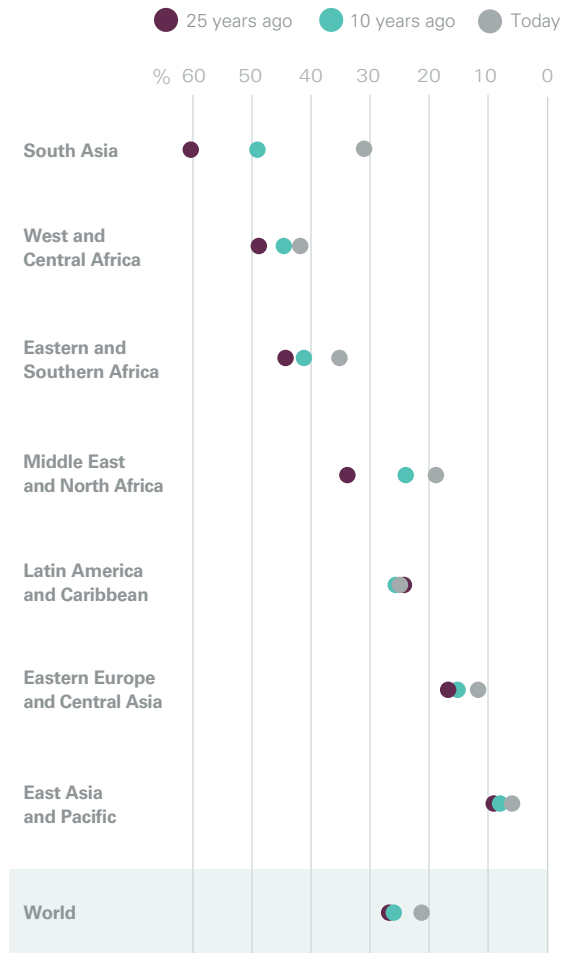 25 years ago 10 years ago Today
% 60 50 40 30 20 10 0
South Asia
West and
Central Africa
Eastern and
Southern Africa
Middle East
and North Africa
Latin America
and Caribbean
Eastern Europe
and Central Asia
East Asia
and Pacific
World